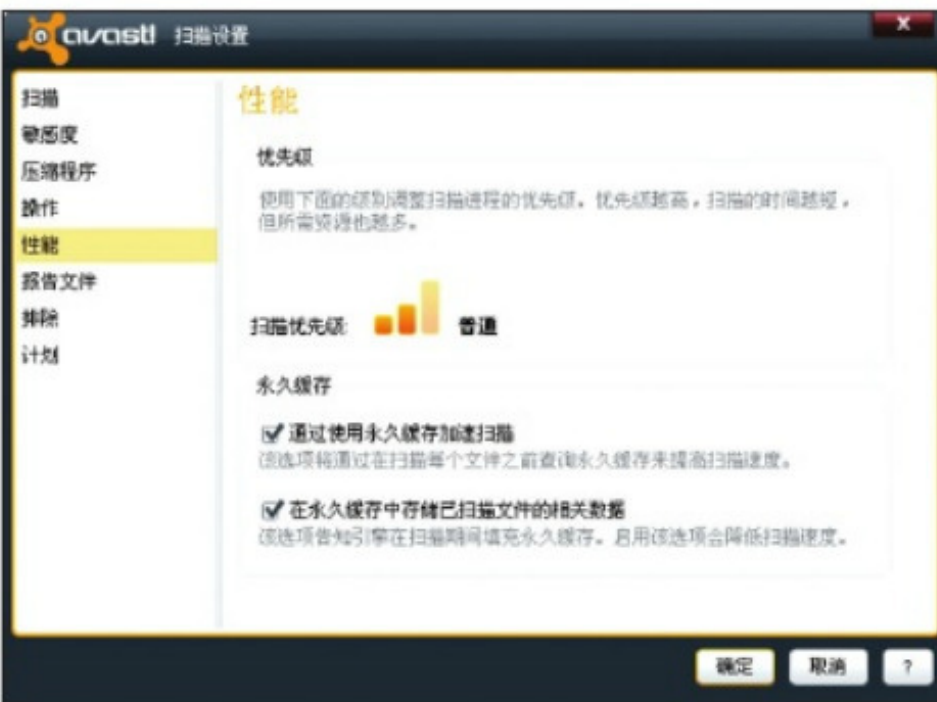 avast! 扫描设置
x
扫描
敏感度
压缩程序
操作
性能
报告文件
排除
计划
性能
优先级
使用下面的级别调整扫描进程的优先级。优先级越高，扫描的时间越短，
但所需资源也越多。
扫描优先级: 普通
永久缓存
通过使用永久缓存加速扫描
该选项将通过在扫描每个文件之前查询永久缓存来提高扫描速度。
在永久缓存中存储已扫描文件的相关数据
该选项告知引擎在扫描期间填充永久缓存。启用该选项会降低扫描速度。
确定 取消 ?